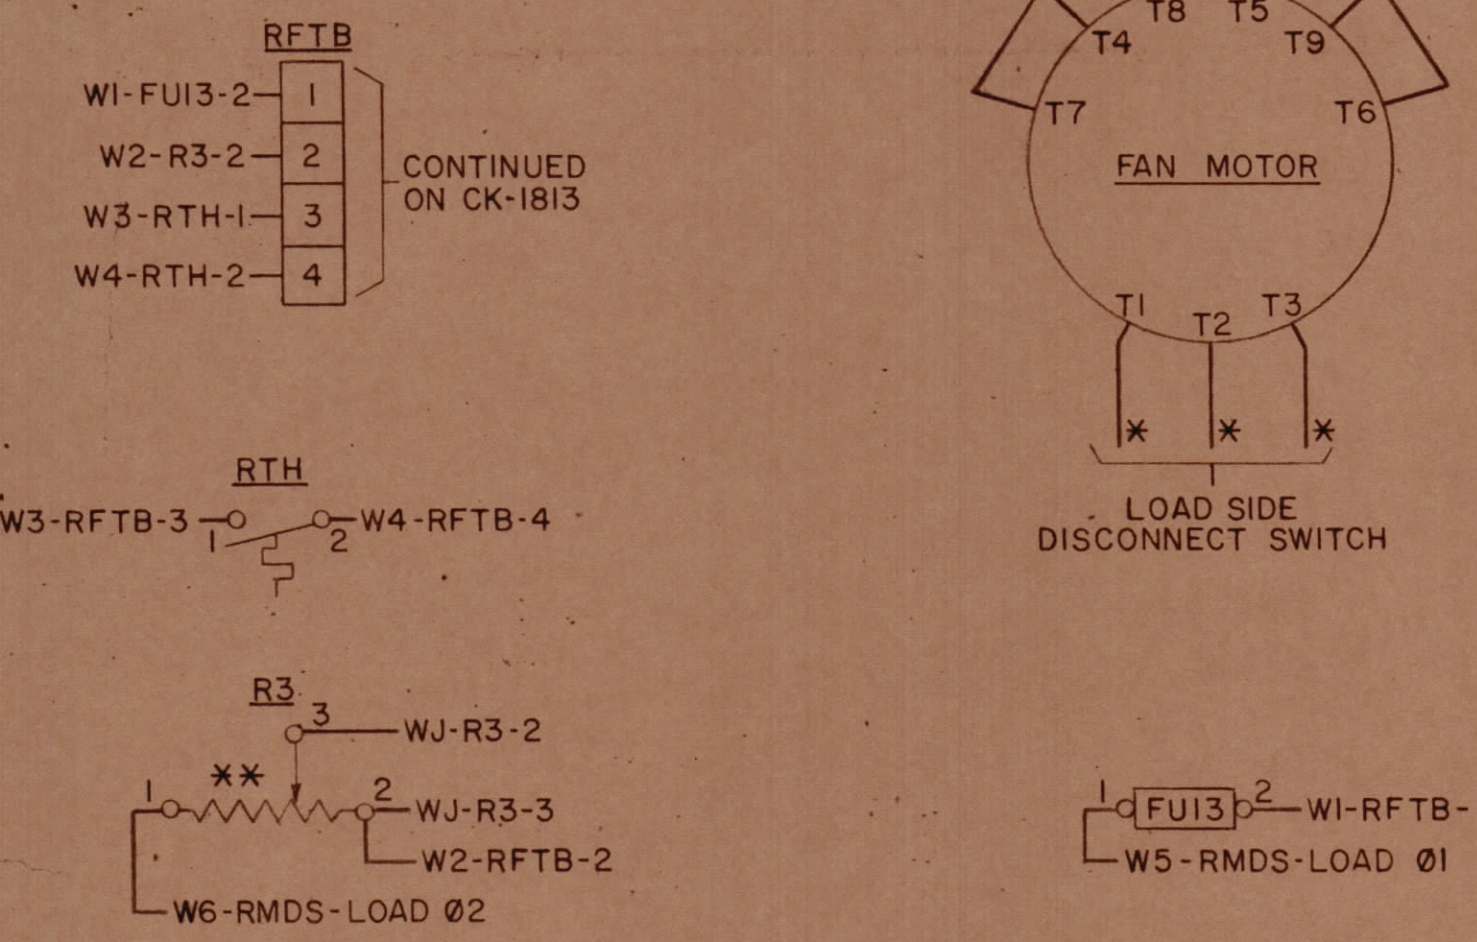 RFTB
W1-FU13-2 1
W2-R3-2 2
W3-RTH-1 3
W4-RTH-2 4
CONTINUED
ON CK-1813
T8 T5
T4 T9
T7 T6
FAN MOTOR
T1 T2 T3
* * *
LOAD SIDE
DISCONNECT SWITCH
RTH
W3-RFTB-3 1 2 W4-RFTB-4
R3
3 WJ-R3-2
**
1 2 WJ-R3-3
W2-RFTB-2
W6-RMDS-LOAD Ø2
1 FU13 2 W1-RFTB-
W5-RMDS-LOAD Ø1